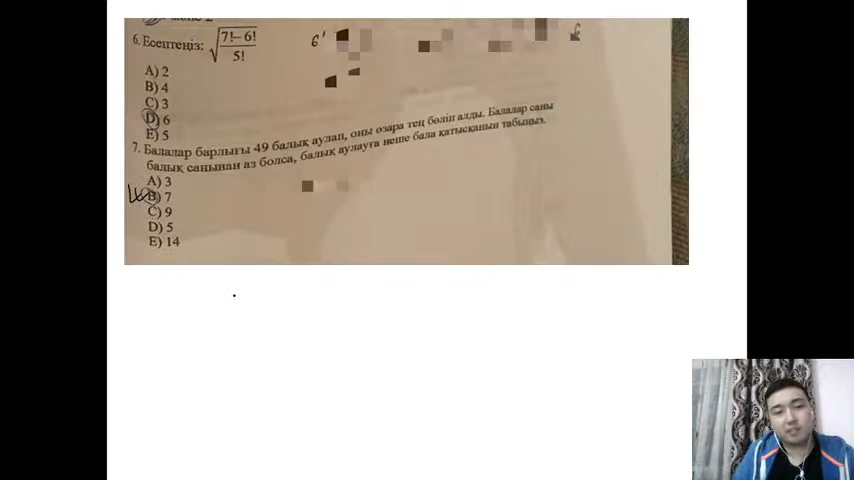 6. Есептеңіз: √(7!–6!/5!) 6'
A) 2
B) 4
C) 3
D) 6
E) 5
7. Балалар барлығы 49 балық аулап, оны өзара тең бөліп алды. Балалар саны
балық санынан аз болса, балық аулауға неше бала қатысқанын табыңыз.
A) 3
B) 7
C) 9
D) 5
E) 14